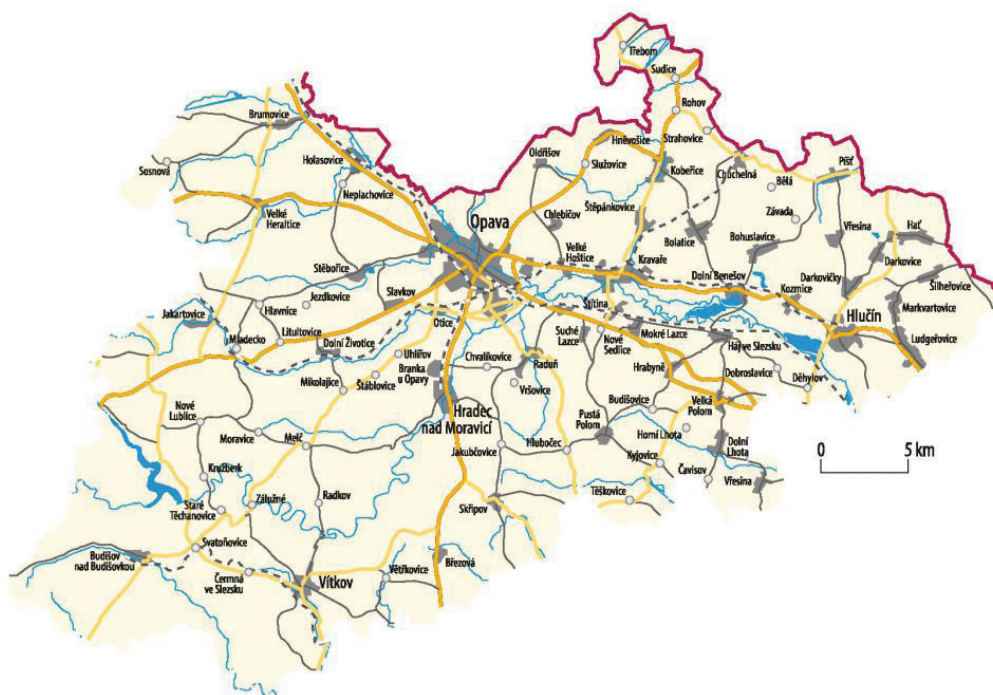 Třebom
Sudice
Rohov
Strahovice
Hněvošice
Oldřišov
Služovice
Kobeřice
Chuchelná
Bělá
Píšť
Brumovice
Sosnová
Holasovice
Neplachovice
Velké
Heraltice
Opava
Chlebičov
Štěpánkovice
Závada
Bolatice
Bohuslavice
Vřesina
Hať
Stěbořice
Velké
Hoštice
Kravaře
Dolní Benešov
Darkovičky
Darkovice
Kozmice
Šilheřovice
Markvartovice
Slavkov
Jezdkovice
Hlavnice
Jakartovice
Mladecko
Litultovice
Dolní Životice
Otice
Štítina
Suché
Lazce
Nové
Sedlice
Mokré Lazce
Háj ve Slezsku
Hlučín
Ludgeřovice
Uhlířov
Chvalíkovice
Raduň
Hrabyně
Dobroslavice
Děhylov
Mikolajice
Štáblovice
Branka
u Opavy
Vršovice
Budišovice
Velká
Polom
Nové
Lublice
Moravice
Melč
Hradec
nad Moravicí
Jakubčovice
Hlubočec
Pustá
Polom
Horní Lhota
Dolní
Lhota
Kyjovice
Čavisov
Vřesina
Těškovice
0 5 km
Kružberk
Staré
Těchanovice
Zálužné
Radkov
Skřipov
Svatoňovice
Budišov
nad Budišovkou
Čermná
ve Slezsku
Vítkov
Větřkovice
Březová